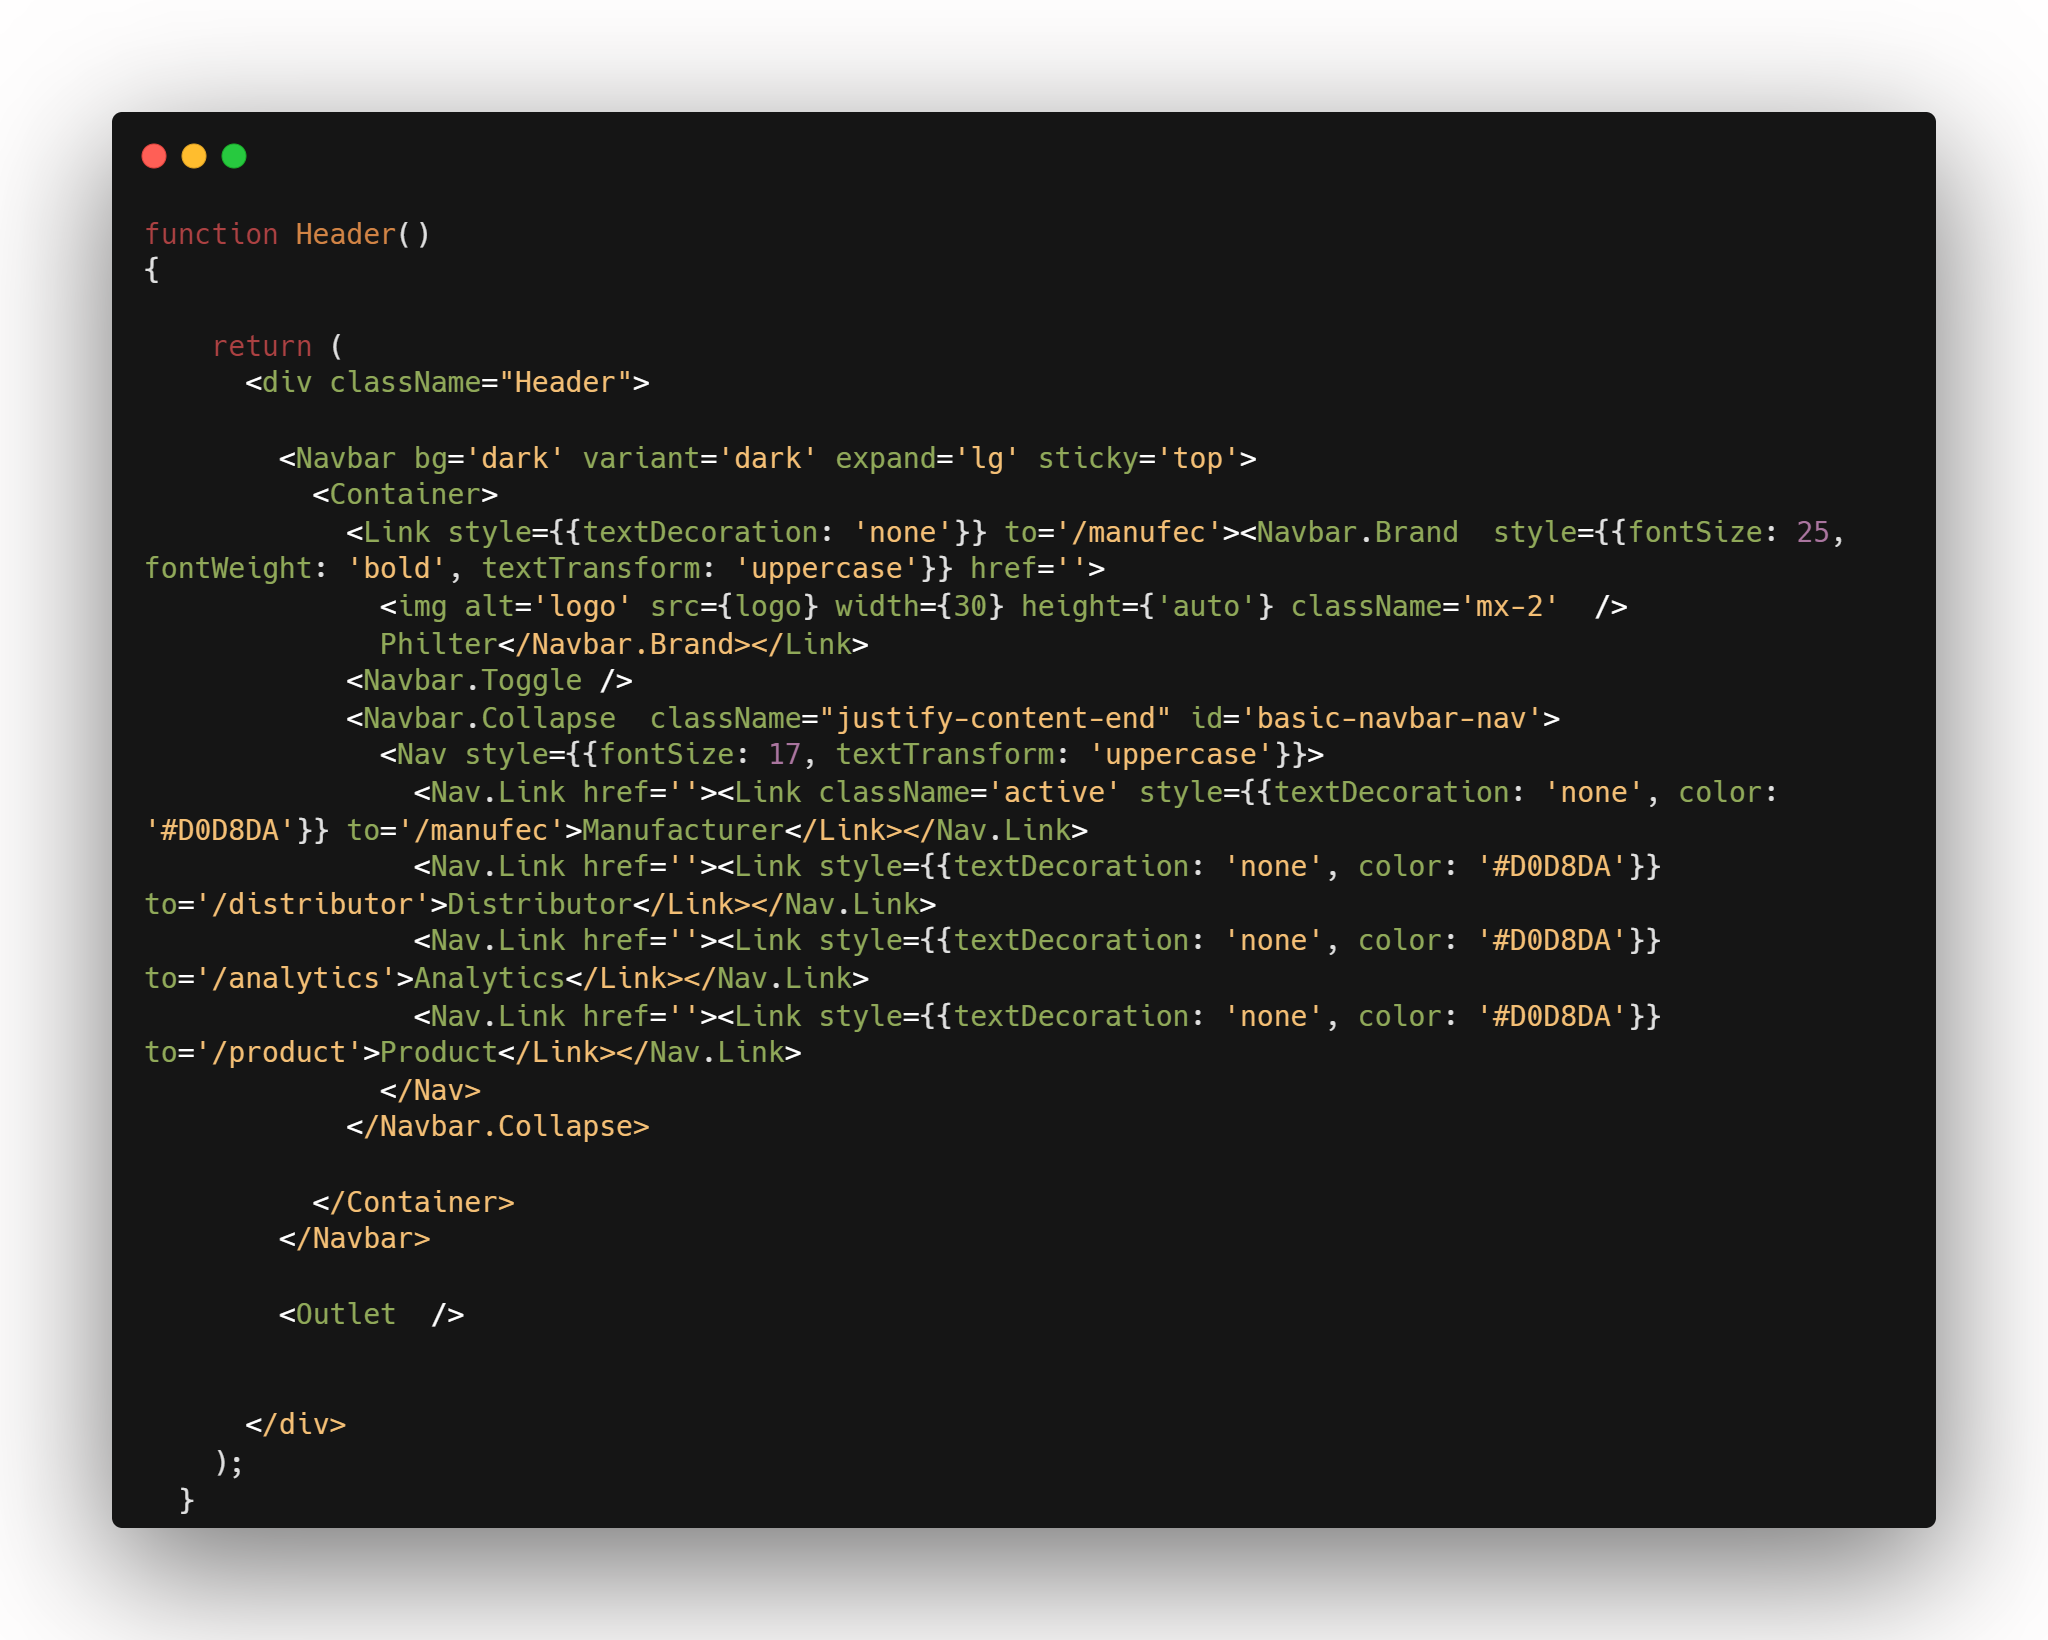 function Header()
{
return (
<div className="Header">
<Navbar bg='dark' variant='dark' expand='lg' sticky='top'>
<Container>
<Link style={{textDecoration: 'none'}} to='/manufec'><Navbar.Brand  style={{fontSize: 25,
fontWeight: 'bold', textTransform: 'uppercase'}} href=''>
<img alt='logo' src={logo} width={30} height={'auto'} className='mx-2'  />
Philter</Navbar.Brand></Link>
<Navbar.Toggle />
<Navbar.Collapse  className="justify-content-end" id='basic-navbar-nav'>
<Nav style={{fontSize: 17, textTransform: 'uppercase'}}>
<Nav.Link href=''><Link className='active' style={{textDecoration: 'none', color:
'#D0D8DA'}} to='/manufec'>Manufacturer</Link></Nav.Link>
<Nav.Link href=''><Link style={{textDecoration: 'none', color: '#D0D8DA'}}
to='/distributor'>Distributor</Link></Nav.Link>
<Nav.Link href=''><Link style={{textDecoration: 'none', color: '#D0D8DA'}}
to='/analytics'>Analytics</Link></Nav.Link>
<Nav.Link href=''><Link style={{textDecoration: 'none', color: '#D0D8DA'}}
to='/product'>Product</Link></Nav.Link>
</Nav>
</Navbar.Collapse>
</Container>
</Navbar>
<Outlet  />
</div>
);
}